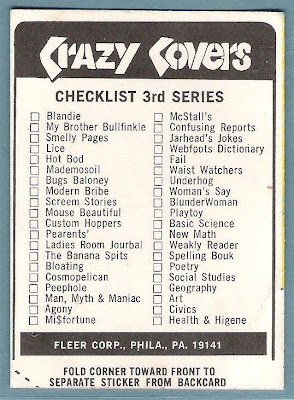 Crazy Covers
CHECKLIST 3rd SERIES
Blandie
My Brother Bullfinkle
Smelly Pages
Lice
Hot Bod
Mademosoil
Bugs Baloney
Modern Bribe
Screem Stories
Mouse Beautiful
Custom Hoppers
Pearents'
Ladies Room Jourbal
The Banana Spits
Bloating
Cosmopelican
Peephole
Man, Myth & Maniac
Agony
Mi$fortune
McStall's
Confusing Reports
Jarhead's Jokes
Webfoots Dictionary
Fail
Waist Watchers
Underhog
Woman's Say
BlunderWoman
Playtoy
Basic Science
New Math
Weakly Reader
Spelling Bouk
Poetry
Social Studies
Geography
Art
Civics
Health & Higene
FLEER CORP., PHILA., PA. 19141
FOLD CORNER TOWARD FRONT TO
SEPARATE STICKER FROM BACKCARD